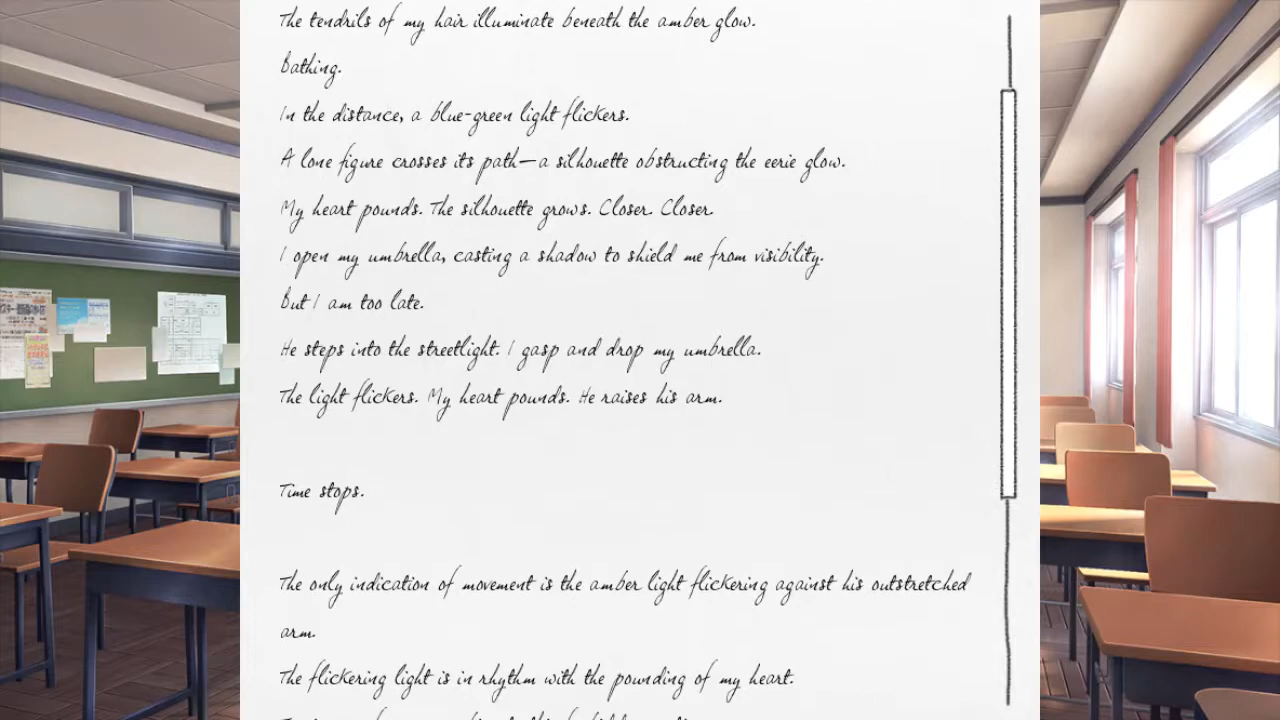 The tendrils of my hair illuminate beneath the amber glow.
Bathing.
In the distance, a blue-green light flickers.
A lone figure crosses its path—a silhouette obstructing the eerie glow.
My heart pounds. The silhouette grows. Closer. Closer.
I open my umbrella, casting a shadow to shield me from visibility.
But I am too late.
He steps into the streetlight. I gasp and drop my umbrella.
The light flickers. My heart pounds. He raises his arm.
Time stops.
The only indication of movement is the amber light flickering against his outstretched
arm.
The flickering light is in rhythm with the pounding of my heart.